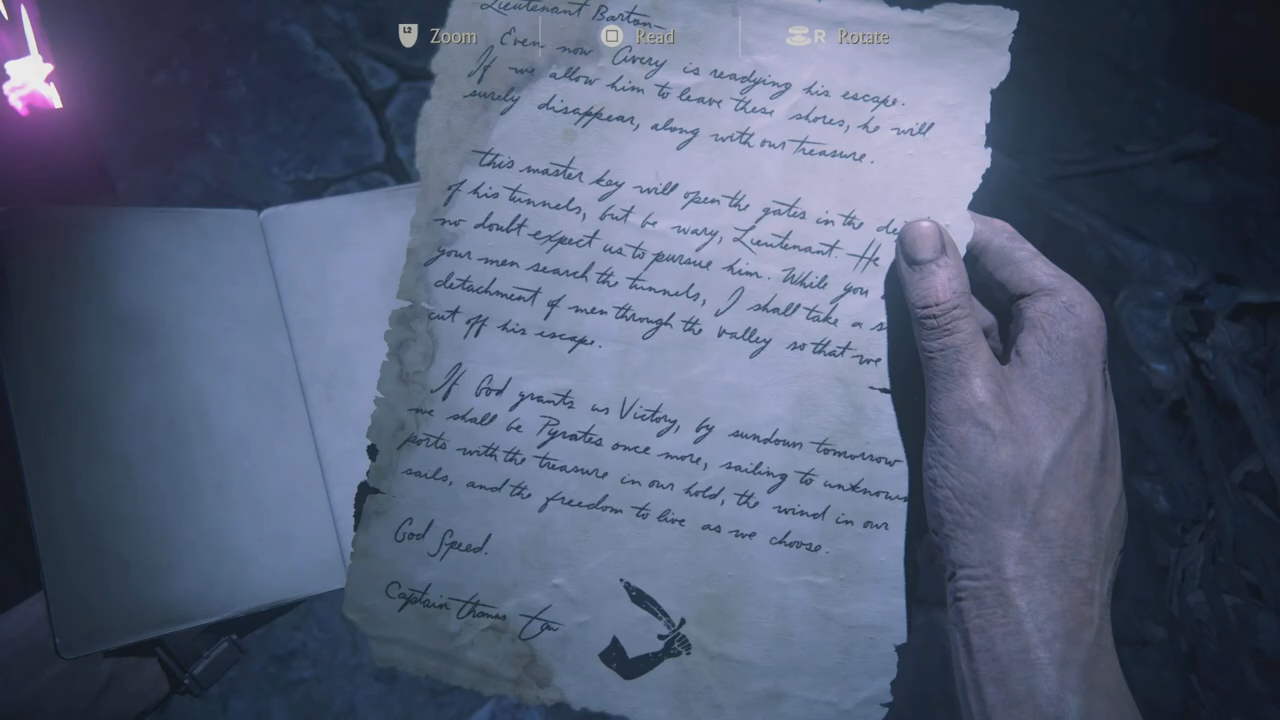 L2 Zoom Read R Rotate
Lieutenant Barton—
Even now Avery is readying his escape.
If we allow him to leave these shores, he will
surely disappear, along with our treasure.
this master key will open the gates in the de
of his tunnels, but be wary, Lieutenant. He
no doubt expect us to pursue him. While you
your men search the tunnels, I shall take a s
detachment of men through the valley so that we
cut off his escape.
If God grants us Victory, by sundown tomorrow
we shall be Pyrates once more, sailing to unknown
ports with the treasure in our hold, the wind in our
sails, and the freedom to live as we choose.
God Speed.
Captain thomas Tew